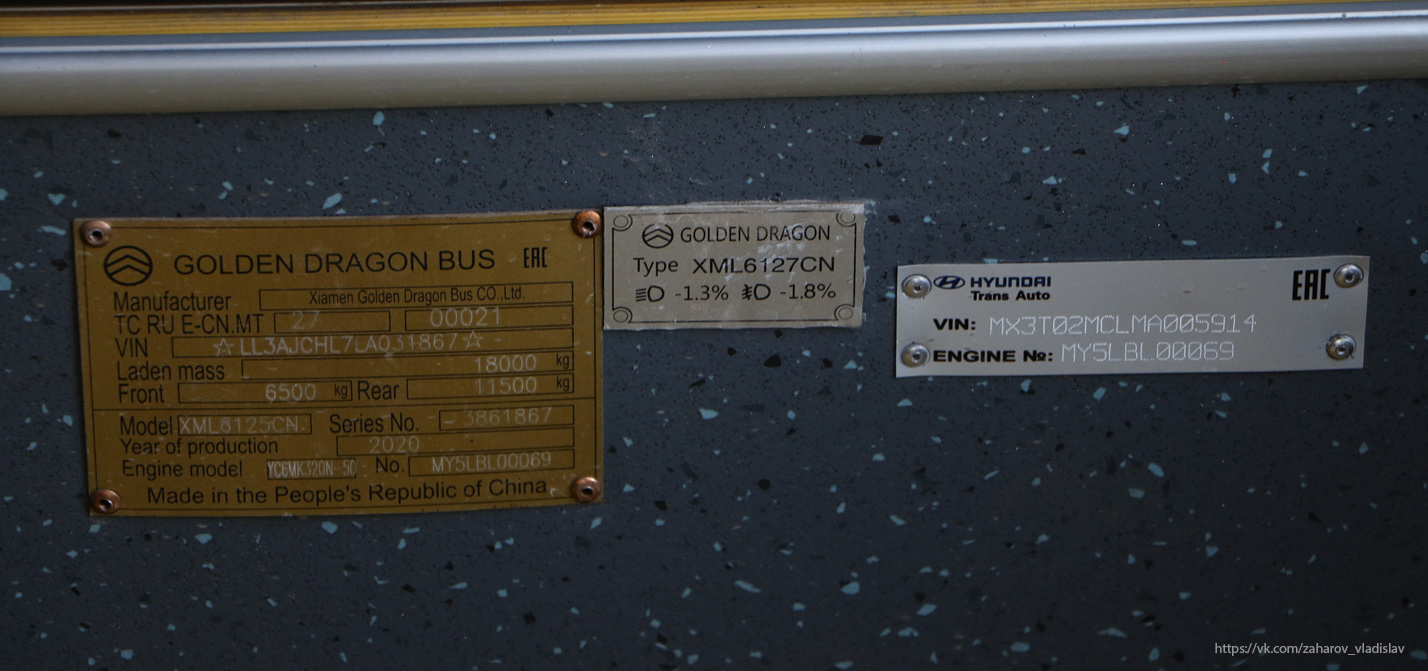 GOLDEN DRAGON BUS EAC
Manufacturer Xiamen Golden Dragon Bus CO.,Ltd.
TC RU E-CN.MT 27 00021
VIN ☆LL3AJCHL7LA031867☆
Laden mass 18000 kg
Front 6500 kg Rear 11500 kg
Model XML8125CN. Series No. 3861867
Year of production 2020
Engine model YC6MK320N-50 No. MY5LBL00069
Made in the People's Republic of China
GOLDEN DRAGON
Type XML6127CN
-1.3% -1.8%
HYUNDAI EAC
Trans Auto
VIN: MX3T02MCLMA005914
ENGINE №: MY5LBL00069
https://vk.com/zaharov_vladislav